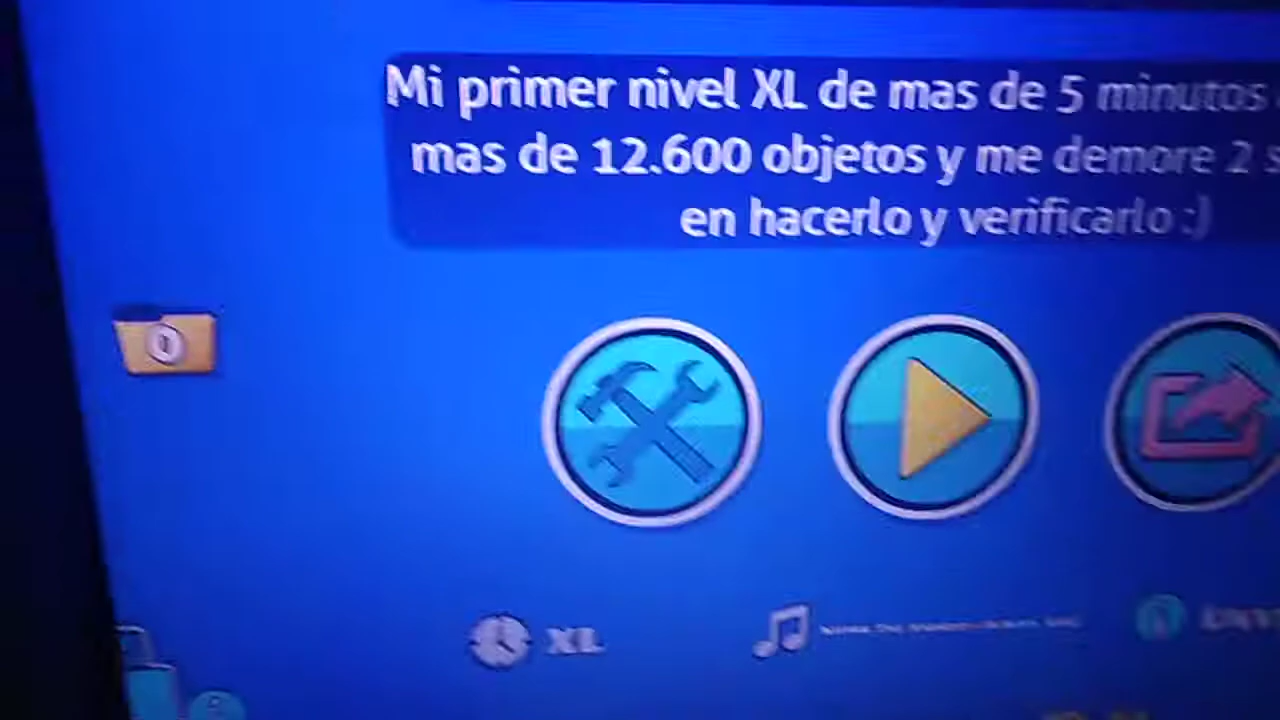 Mi primer nivel XL de mas de 5 minutos
mas de 12.600 objetos y me demore 2
en hacerlo y verificarlo :)
XL